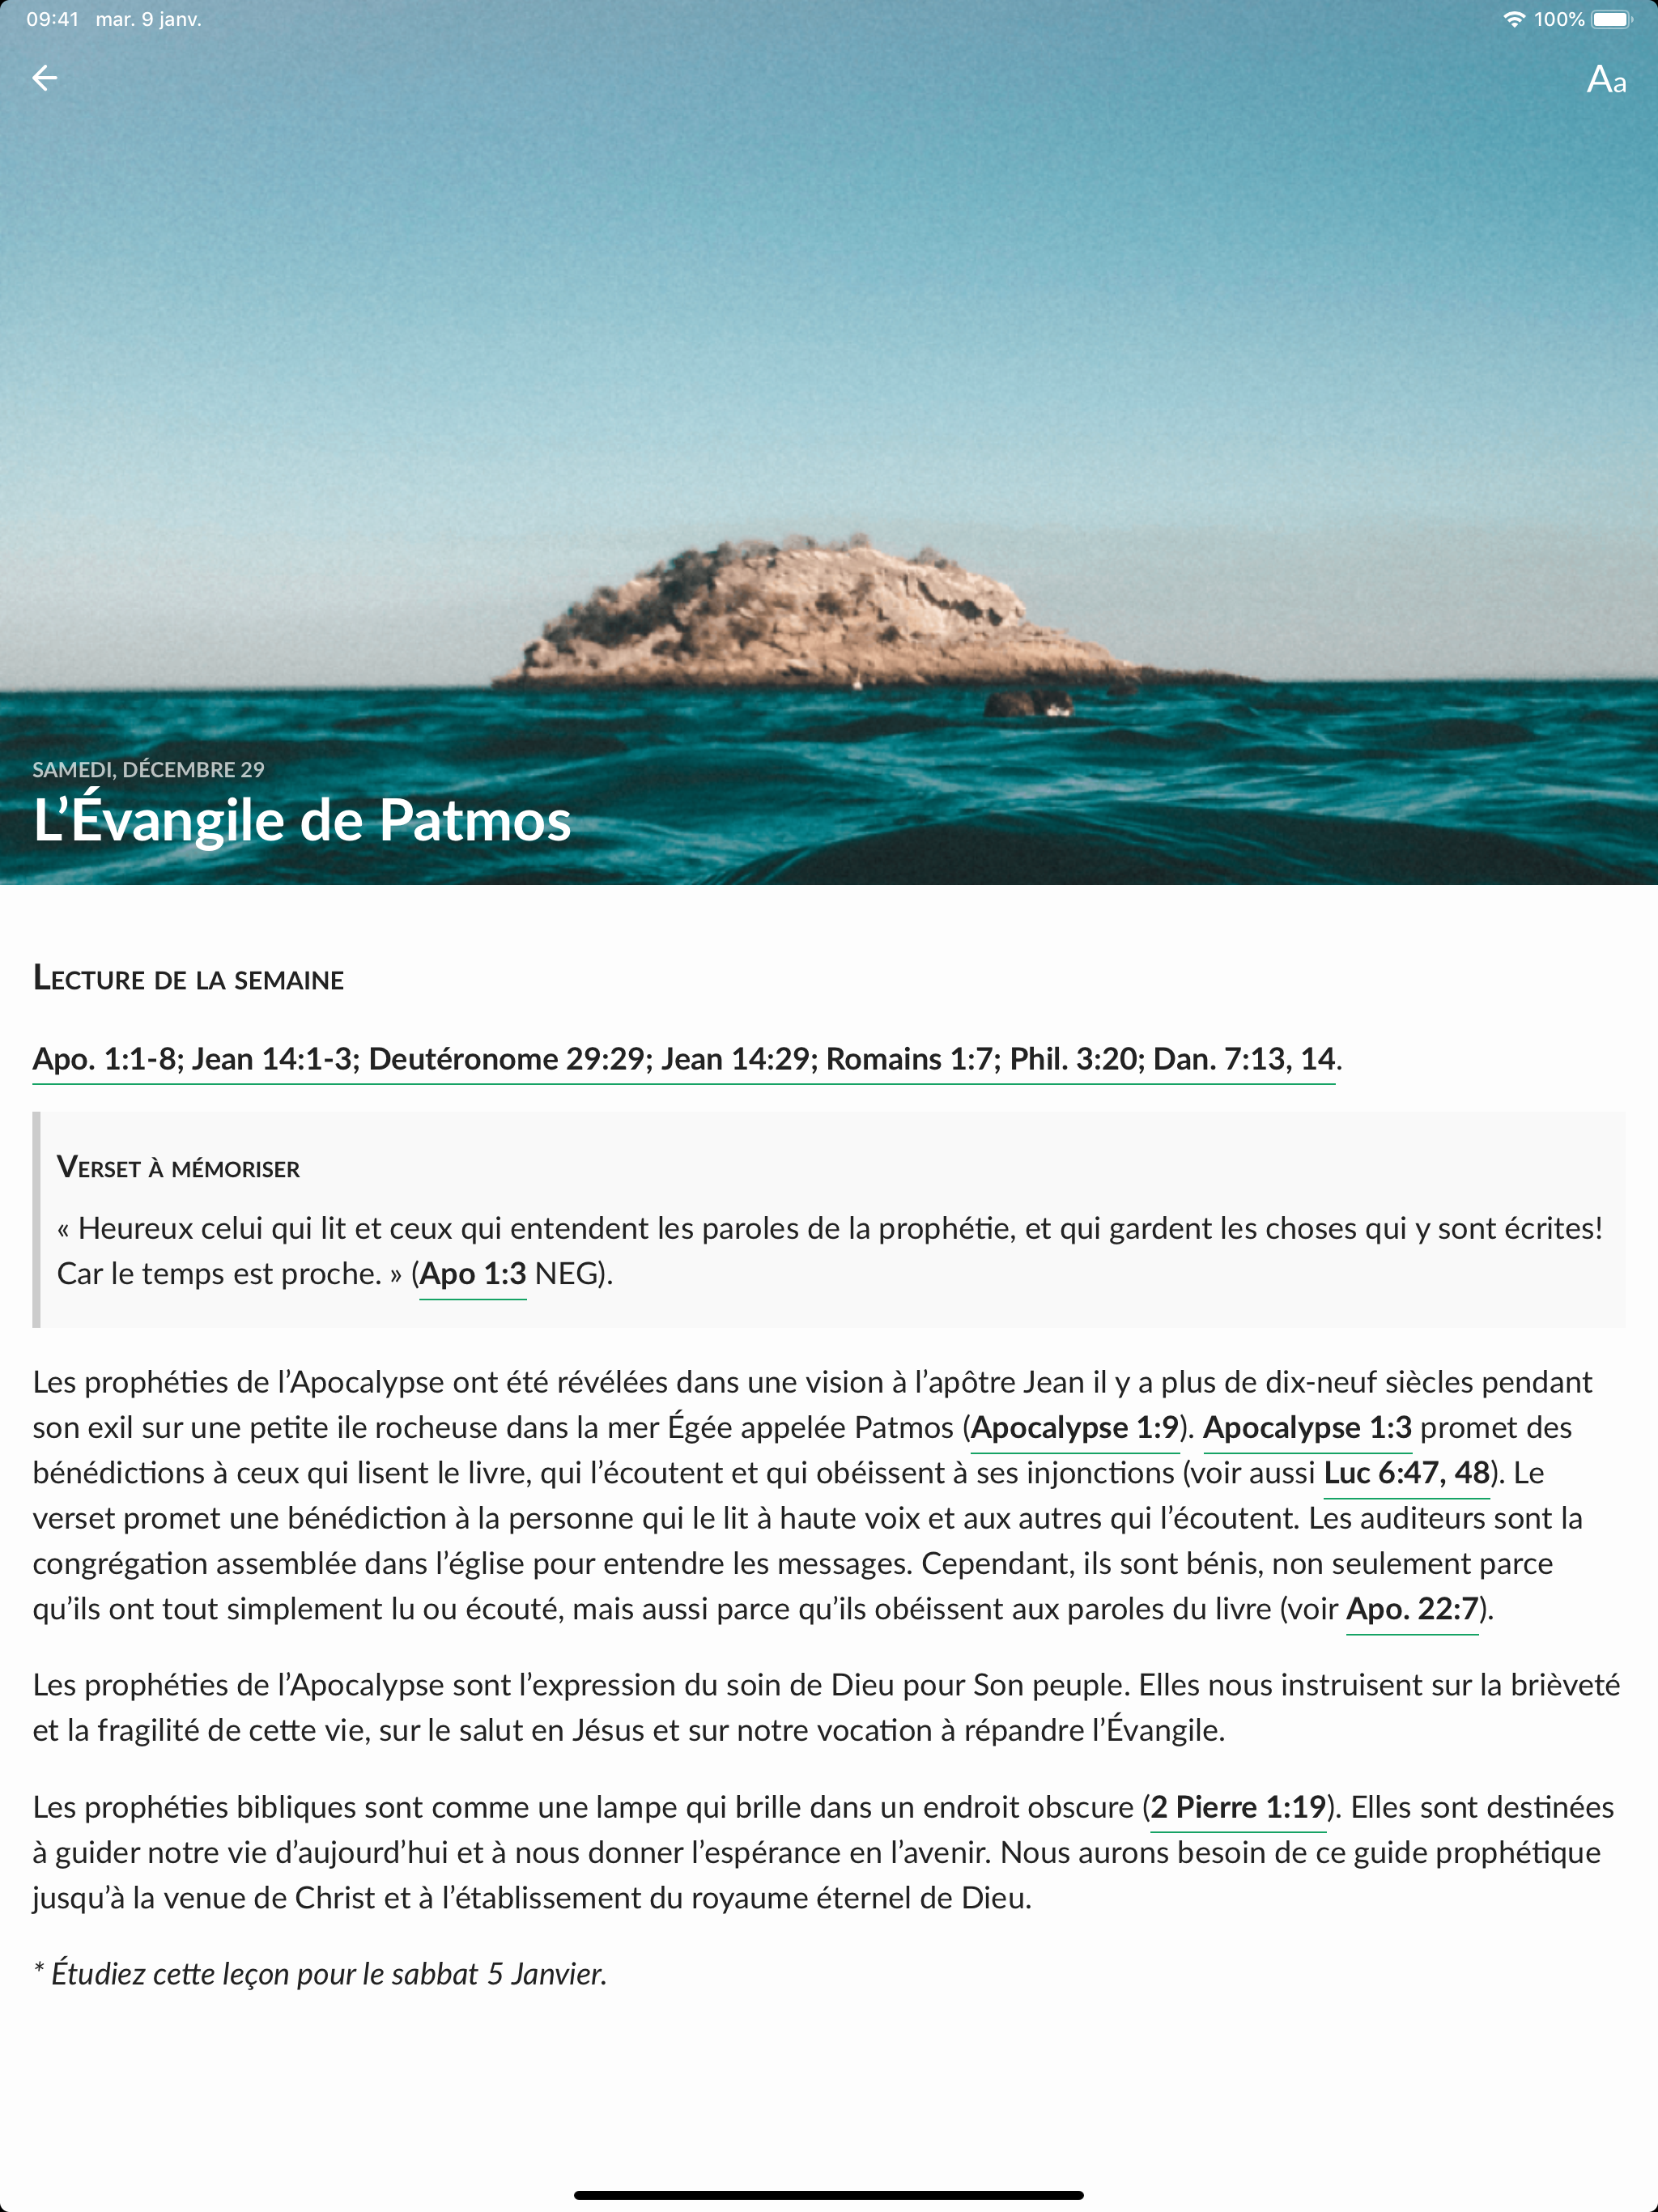 09:41 mar. 9 janv. 100%
Aa
SAMEDI, DÉCEMBRE 29
L’Évangile de Patmos
Lecture de la semaine
Apo. 1:1-8; Jean 14:1-3; Deutéronome 29:29; Jean 14:29; Romains 1:7; Phil. 3:20; Dan. 7:13, 14.
Verset à mémoriser
« Heureux celui qui lit et ceux qui entendent les paroles de la prophétie, et qui gardent les choses qui y sont écrites!
Car le temps est proche. » (Apo 1:3 NEG).
Les prophéties de l’Apocalypse ont été révélées dans une vision à l’apôtre Jean il y a plus de dix-neuf siècles pendant
son exil sur une petite ile rocheuse dans la mer Égée appelée Patmos (Apocalypse 1:9). Apocalypse 1:3 promet des
bénédictions à ceux qui lisent le livre, qui l’écoutent et qui obéissent à ses injonctions (voir aussi Luc 6:47, 48). Le
verset promet une bénédiction à la personne qui le lit à haute voix et aux autres qui l’écoutent. Les auditeurs sont la
congrégation assemblée dans l’église pour entendre les messages. Cependant, ils sont bénis, non seulement parce
qu’ils ont tout simplement lu ou écouté, mais aussi parce qu’ils obéissent aux paroles du livre (voir Apo. 22:7).
Les prophéties de l’Apocalypse sont l’expression du soin de Dieu pour Son peuple. Elles nous instruisent sur la brièveté
et la fragilité de cette vie, sur le salut en Jésus et sur notre vocation à répandre l’Évangile.
Les prophéties bibliques sont comme une lampe qui brille dans un endroit obscure (2 Pierre 1:19). Elles sont destinées
à guider notre vie d’aujourd’hui et à nous donner l’espérance en l’avenir. Nous aurons besoin de ce guide prophétique
jusqu’à la venue de Christ et à l’établissement du royaume éternel de Dieu.
* Étudiez cette leçon pour le sabbat 5 Janvier.